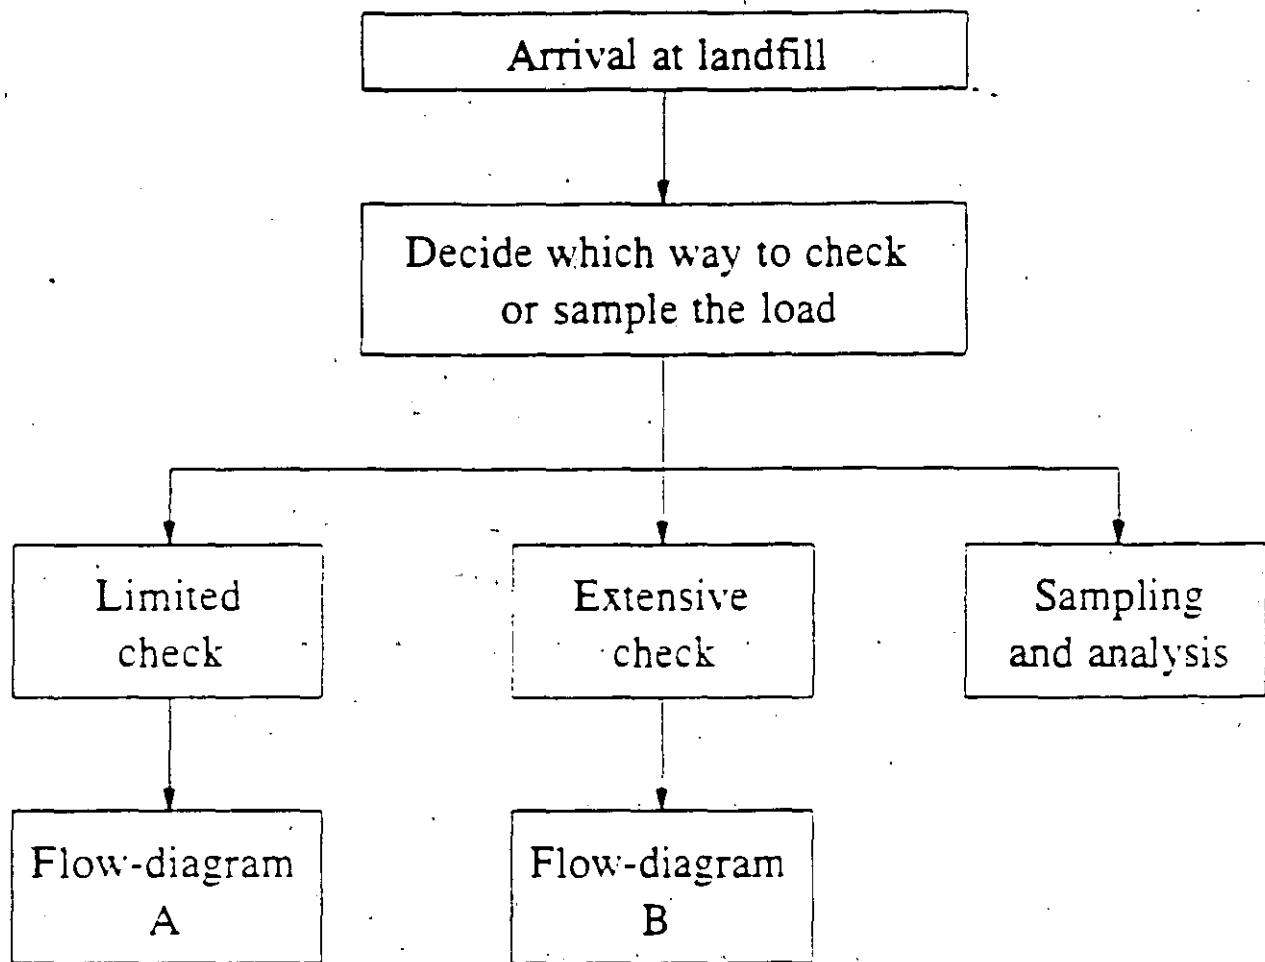 Arrival at landfill
Decide which way to check
or sample the load
Limited
check
Extensive
check
Sampling
and analysis
Flow-diagram
A
Flow-diagram
B